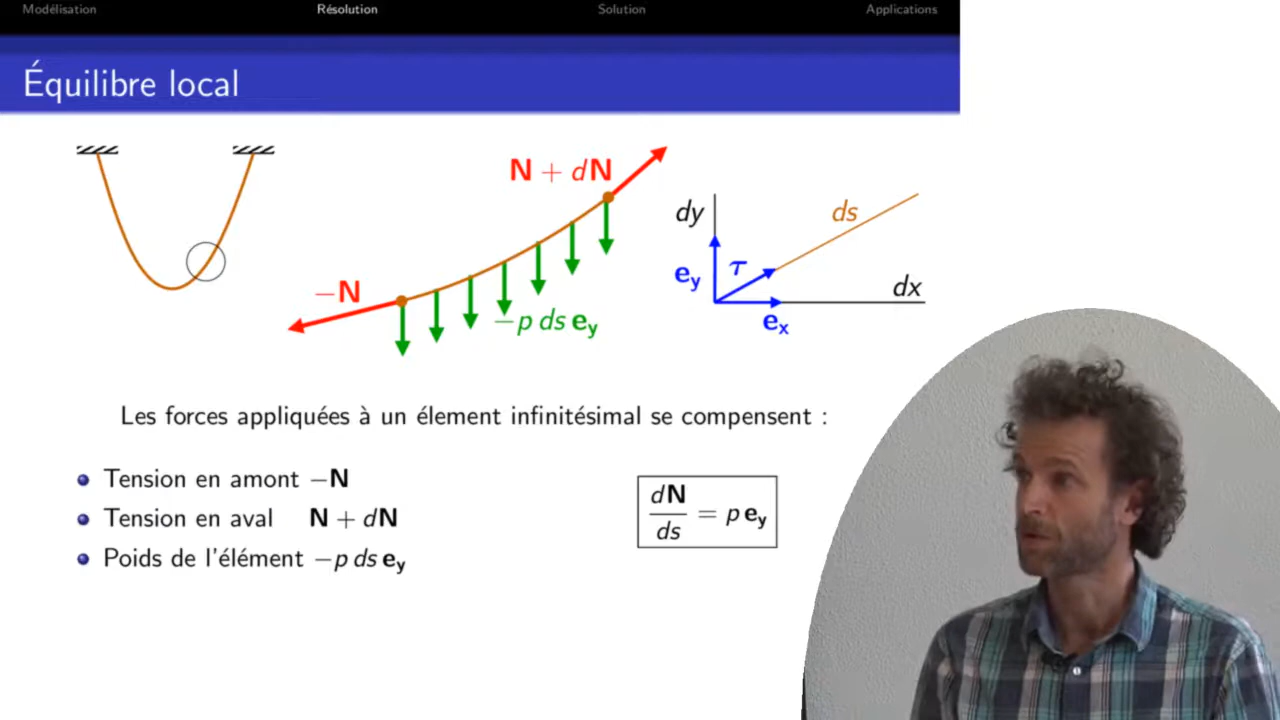 Modélisation Résolution Solution Applications
Équilibre local
N + dN
−N
−p ds e_y
dy
ds
e_y
τ
dx
e_x
Les forces appliquées à un élement infinitésimal se compensent :
Tension en amont −N
Tension en aval N + dN
Poids de l'élément −p ds e_y
dN/ds = p e_y